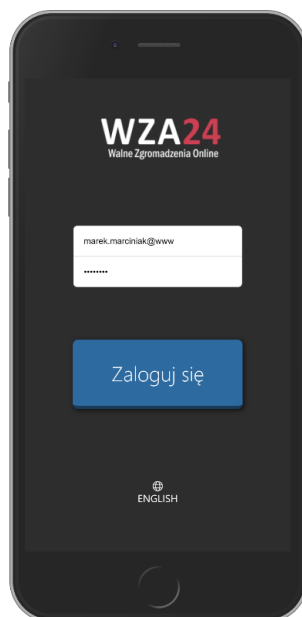 WZA24
Walne Zgromadzenia Online
marek.marciniak@www
••••••••
Zaloguj się
ENGLISH